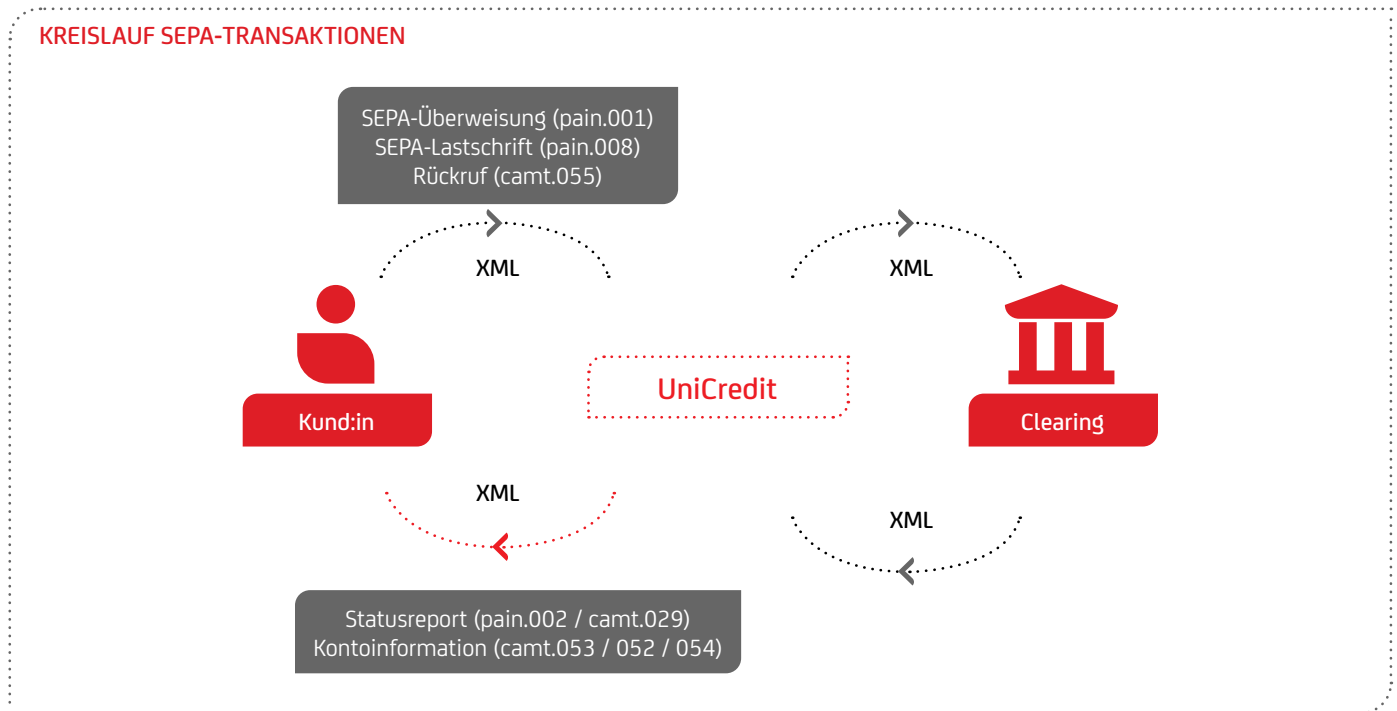 KREISLAUF SEPA-TRANSAKTIONEN
SEPA-Überweisung (pain.001)
SEPA-Lastschrift (pain.008)
Rückruf (camt.055)
XML
XML
UniCredit
Kund:in
Clearing
XML
XML
Statusreport (pain.002 / camt.029)
Kontoinformation (camt.053 / 052 / 054)